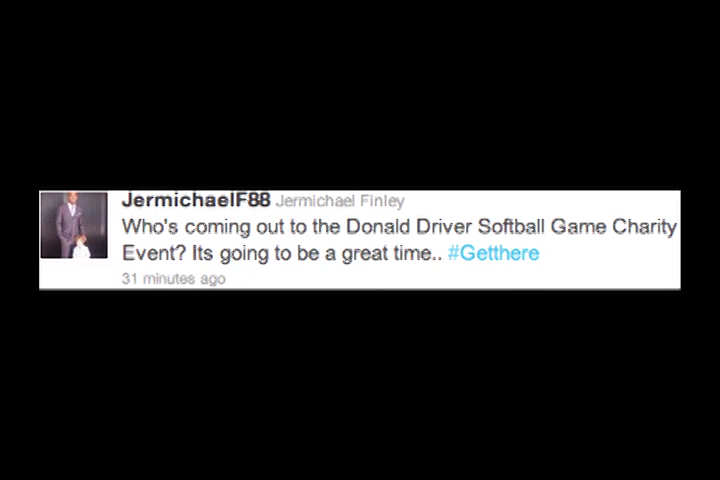 JermichaelF88 Jermichael Finley
Who's coming out to the Donald Driver Softball Game Charity
Event? Its going to be a great time.. #Getthere
31 minutes ago